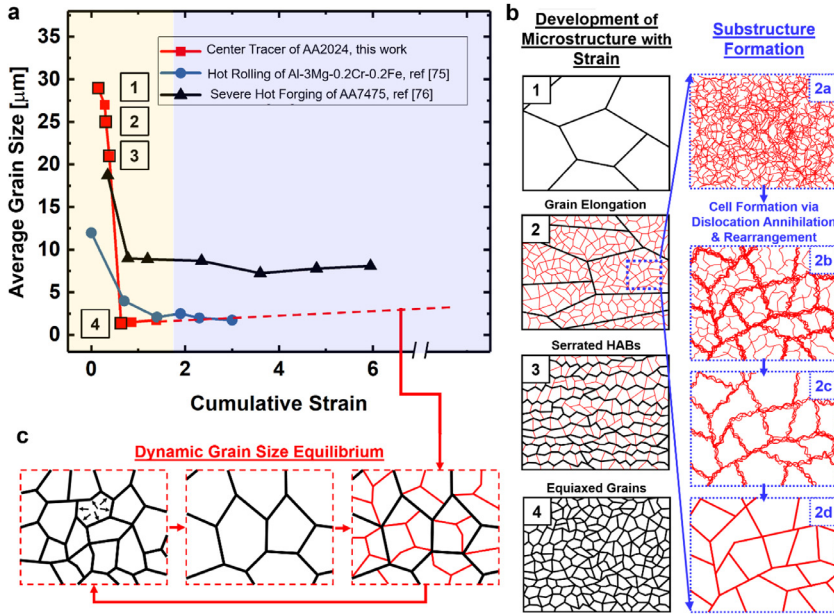 a
35
30
25
20
15
10
5
0
Average Grain Size [μm]
Center Tracer of AA2024, this work
Hot Rolling of Al-3Mg-0.2Cr-0.2Fe, ref [75]
Severe Hot Forging of AA7475, ref [76]
1
2
3
4
0 2 4 6
Cumulative Strain
b
Development of
Microstructure with
Strain
1
Grain Elongation
2
Serrated HABs
3
Equiaxed Grains
4
Substructure
Formation
2a
Cell Formation via
Dislocation Annihilation
& Rearrangement
2b
2c
2d
c
Dynamic Grain Size Equilibrium